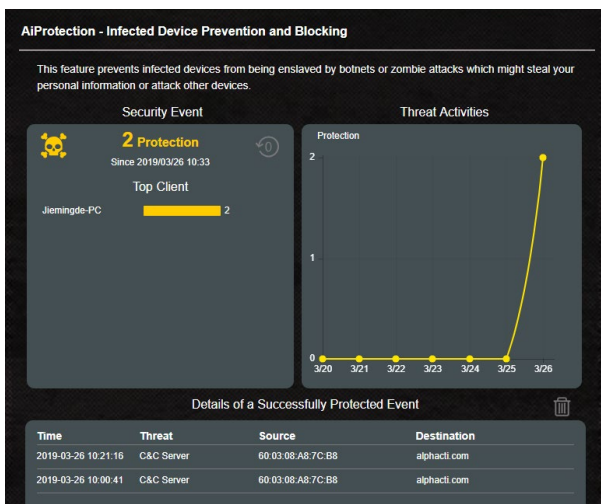 AiProtection - Infected Device Prevention and Blocking
This feature prevents infected devices from being enslaved by botnets or zombie attacks which might steal your
personal information or attack other devices.
Security Event
2 Protection
Since 2019/03/26 10:33
0
Top Client
Jiemingde-PC 2
Threat Activities
Protection
2
1
0
3/20 3/21 3/22 3/23 3/24 3/25 3/26
Details of a Successfully Protected Event
Time Threat Source Destination
2019-03-26 10:21:16 C&C Server 60:03:08:A8:7C:B8 alphacti.com
2019-03-26 10:00:41 C&C Server 60:03:08:A8:7C:B8 alphacti.com